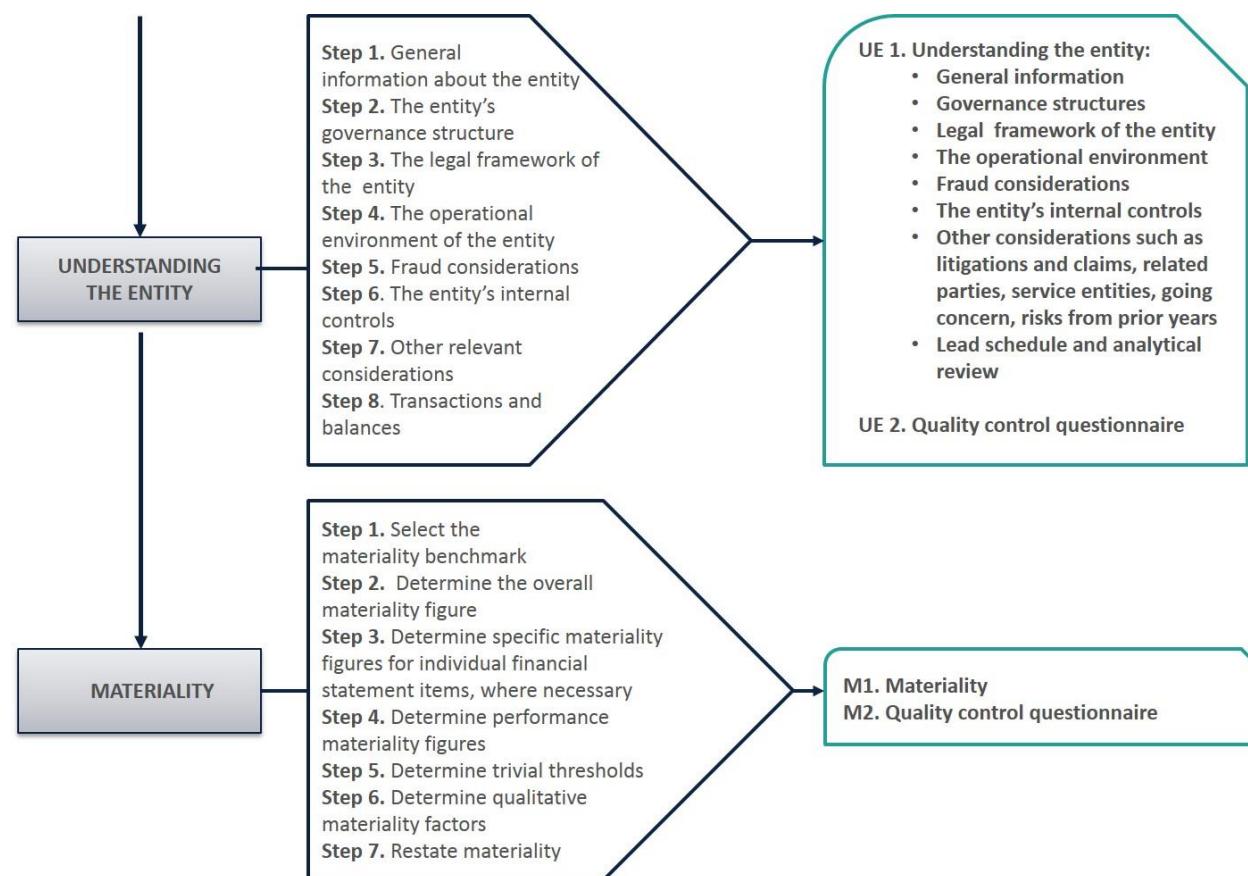 UNDERSTANDING
THE ENTITY
Step 1. General
information about the entity
Step 2. The entity’s
governance structure
Step 3. The legal framework of
the entity
Step 4. The operational
environment of the entity
Step 5. Fraud considerations
Step 6. The entity’s internal
controls
Step 7. Other relevant
considerations
Step 8. Transactions and
balances
UE 1. Understanding the entity:
• General information
• Governance structures
• Legal framework of the entity
• The operational environment
• Fraud considerations
• The entity’s internal controls
• Other considerations such as
litigations and claims, related
parties, service entities, going
concern, risks from prior years
• Lead schedule and analytical
review
UE 2. Quality control questionnaire
MATERIALITY
Step 1. Select the
materiality benchmark
Step 2. Determine the overall
materiality figure
Step 3. Determine specific materiality
figures for individual financial
statement items, where necessary
Step 4. Determine performance
materiality figures
Step 5. Determine trivial thresholds
Step 6. Determine qualitative
materiality factors
Step 7. Restate materiality
M1. Materiality
M2. Quality control questionnaire